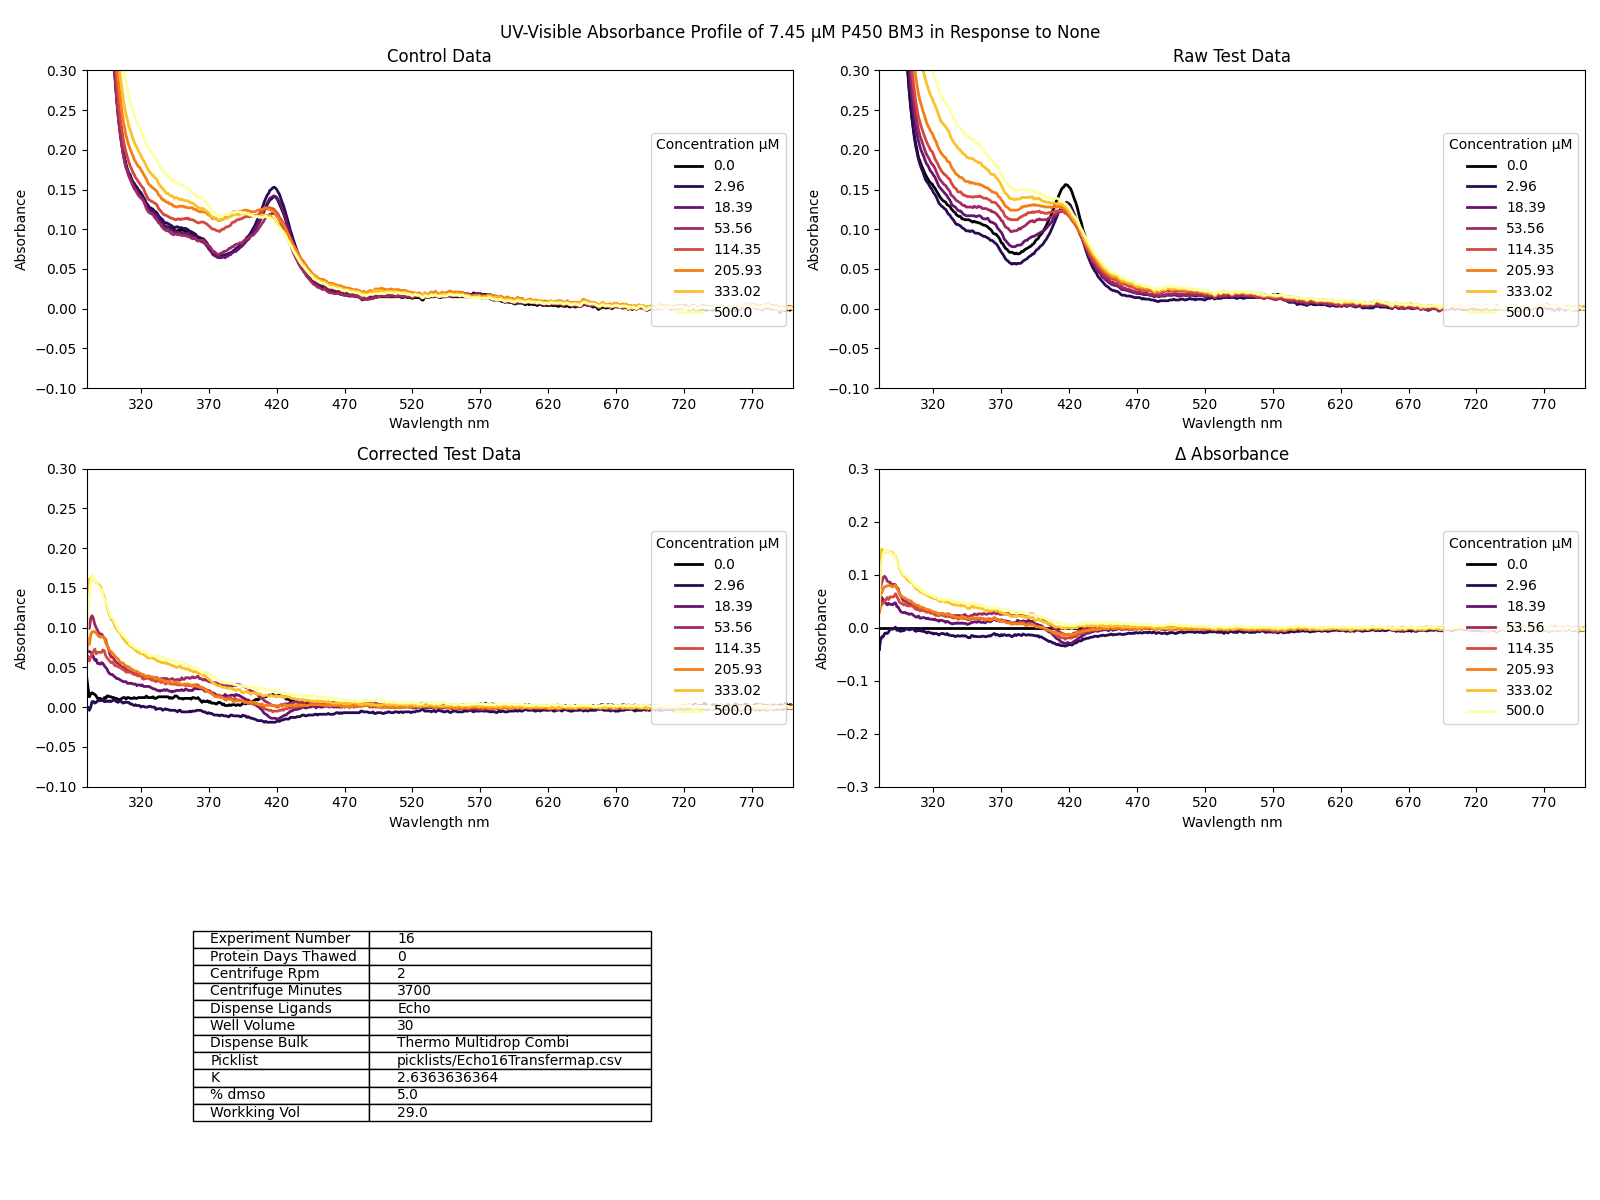 UV-Visible Absorbance Profile of 7.45 μM P450 BM3 in Response to None
Control Data
0.30
0.25
0.20
0.15
0.10
0.05
0.00
−0.05
−0.10
Absorbance
320 370 420 470 520 570 620 670 720 770
Wavlength nm
Concentration μM
0.0
2.96
18.39
53.56
114.35
205.93
333.02
500.0
Raw Test Data
0.30
0.25
0.20
0.15
0.10
0.05
0.00
−0.05
−0.10
Absorbance
320 370 420 470 520 570 620 670 720 770
Wavlength nm
Concentration μM
0.0
2.96
18.39
53.56
114.35
205.93
333.02
500.0
Corrected Test Data
0.30
0.25
0.20
0.15
0.10
0.05
0.00
−0.05
−0.10
Absorbance
320 370 420 470 520 570 620 670 720 770
Wavlength nm
Concentration μM
0.0
2.96
18.39
53.56
114.35
205.93
333.02
500.0
Δ Absorbance
0.3
0.2
0.1
0.0
−0.1
−0.2
−0.3
Absorbance
320 370 420 470 520 570 620 670 720 770
Wavlength nm
Concentration μM
0.0
2.96
18.39
53.56
114.35
205.93
333.02
500.0
Experiment Number 16
Protein Days Thawed 0
Centrifuge Rpm 2
Centrifuge Minutes 3700
Dispense Ligands Echo
Well Volume 30
Dispense Bulk Thermo Multidrop Combi
Picklist picklists/Echo16Transfermap.csv
K 2.6363636364
% dmso 5.0
Workking Vol 29.0